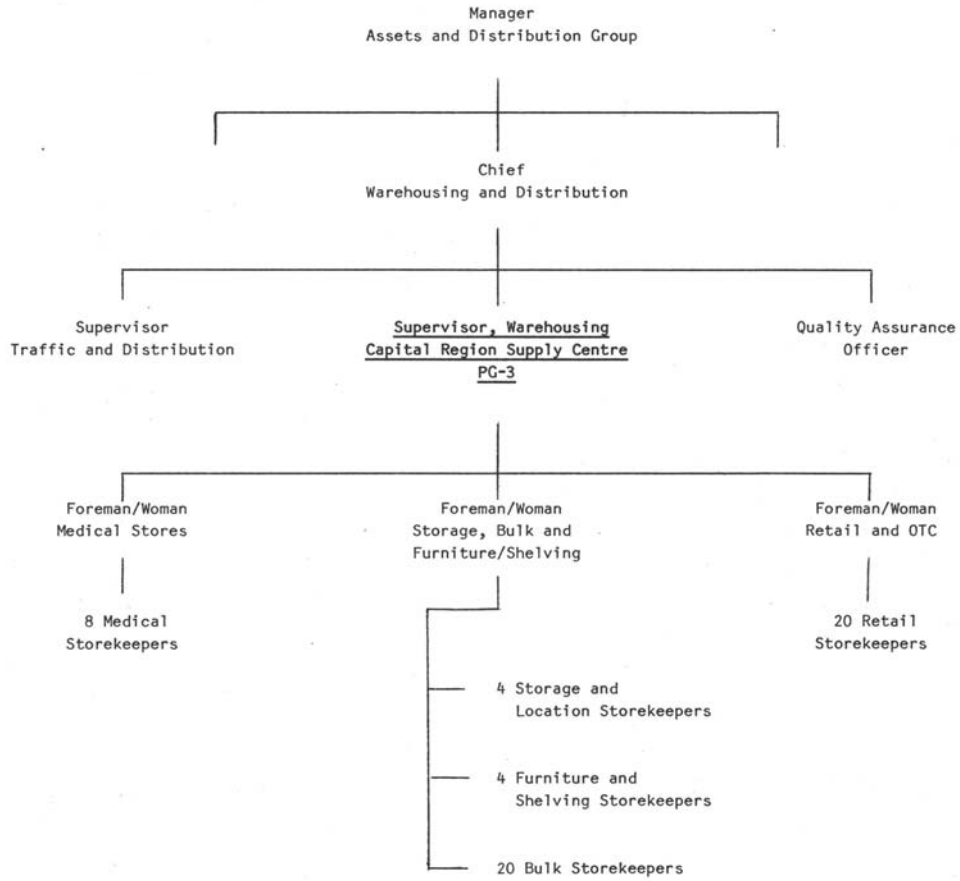 Manager
Assets and Distribution Group
Chief
Warehousing and Distribution
Supervisor
Traffic and Distribution
Supervisor, Warehousing
Capital Region Supply Centre
PG-3
Quality Assurance
Officer
Foreman/Woman
Medical Stores
Foreman/Woman
Storage, Bulk and
Furniture/Shelving
Foreman/Woman
Retail and OTC
8 Medical
Storekeepers
20 Retail
Storekeepers
4 Storage and
Location Storekeepers
4 Furniture and
Shelving Storekeepers
20 Bulk Storekeepers